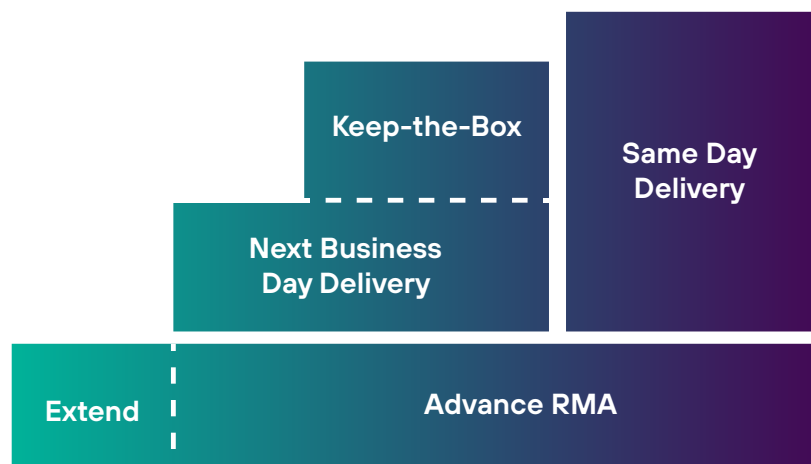 Keep-the-Box
Same Day
Delivery
Next Business
Day Delivery
Extend
Advance RMA